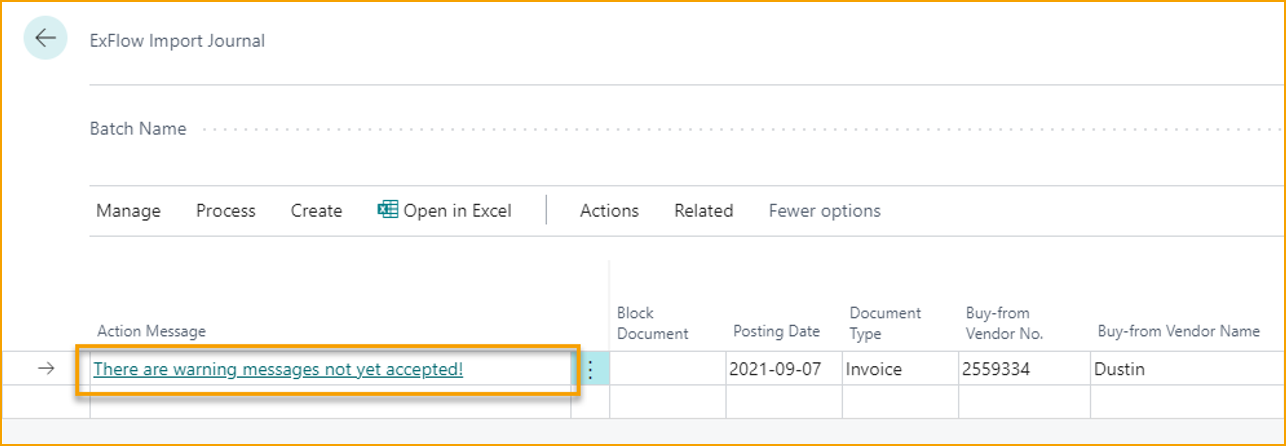 ExFlow Import Journal
Batch Name
Manage Process Create Open in Excel Actions Related Fewer options
Action Message Block Document Posting Date Document Type Buy-from Vendor No. Buy-from Vendor Name
There are warning messages not yet accepted! 2021-09-07 Invoice 2559334 Dustin